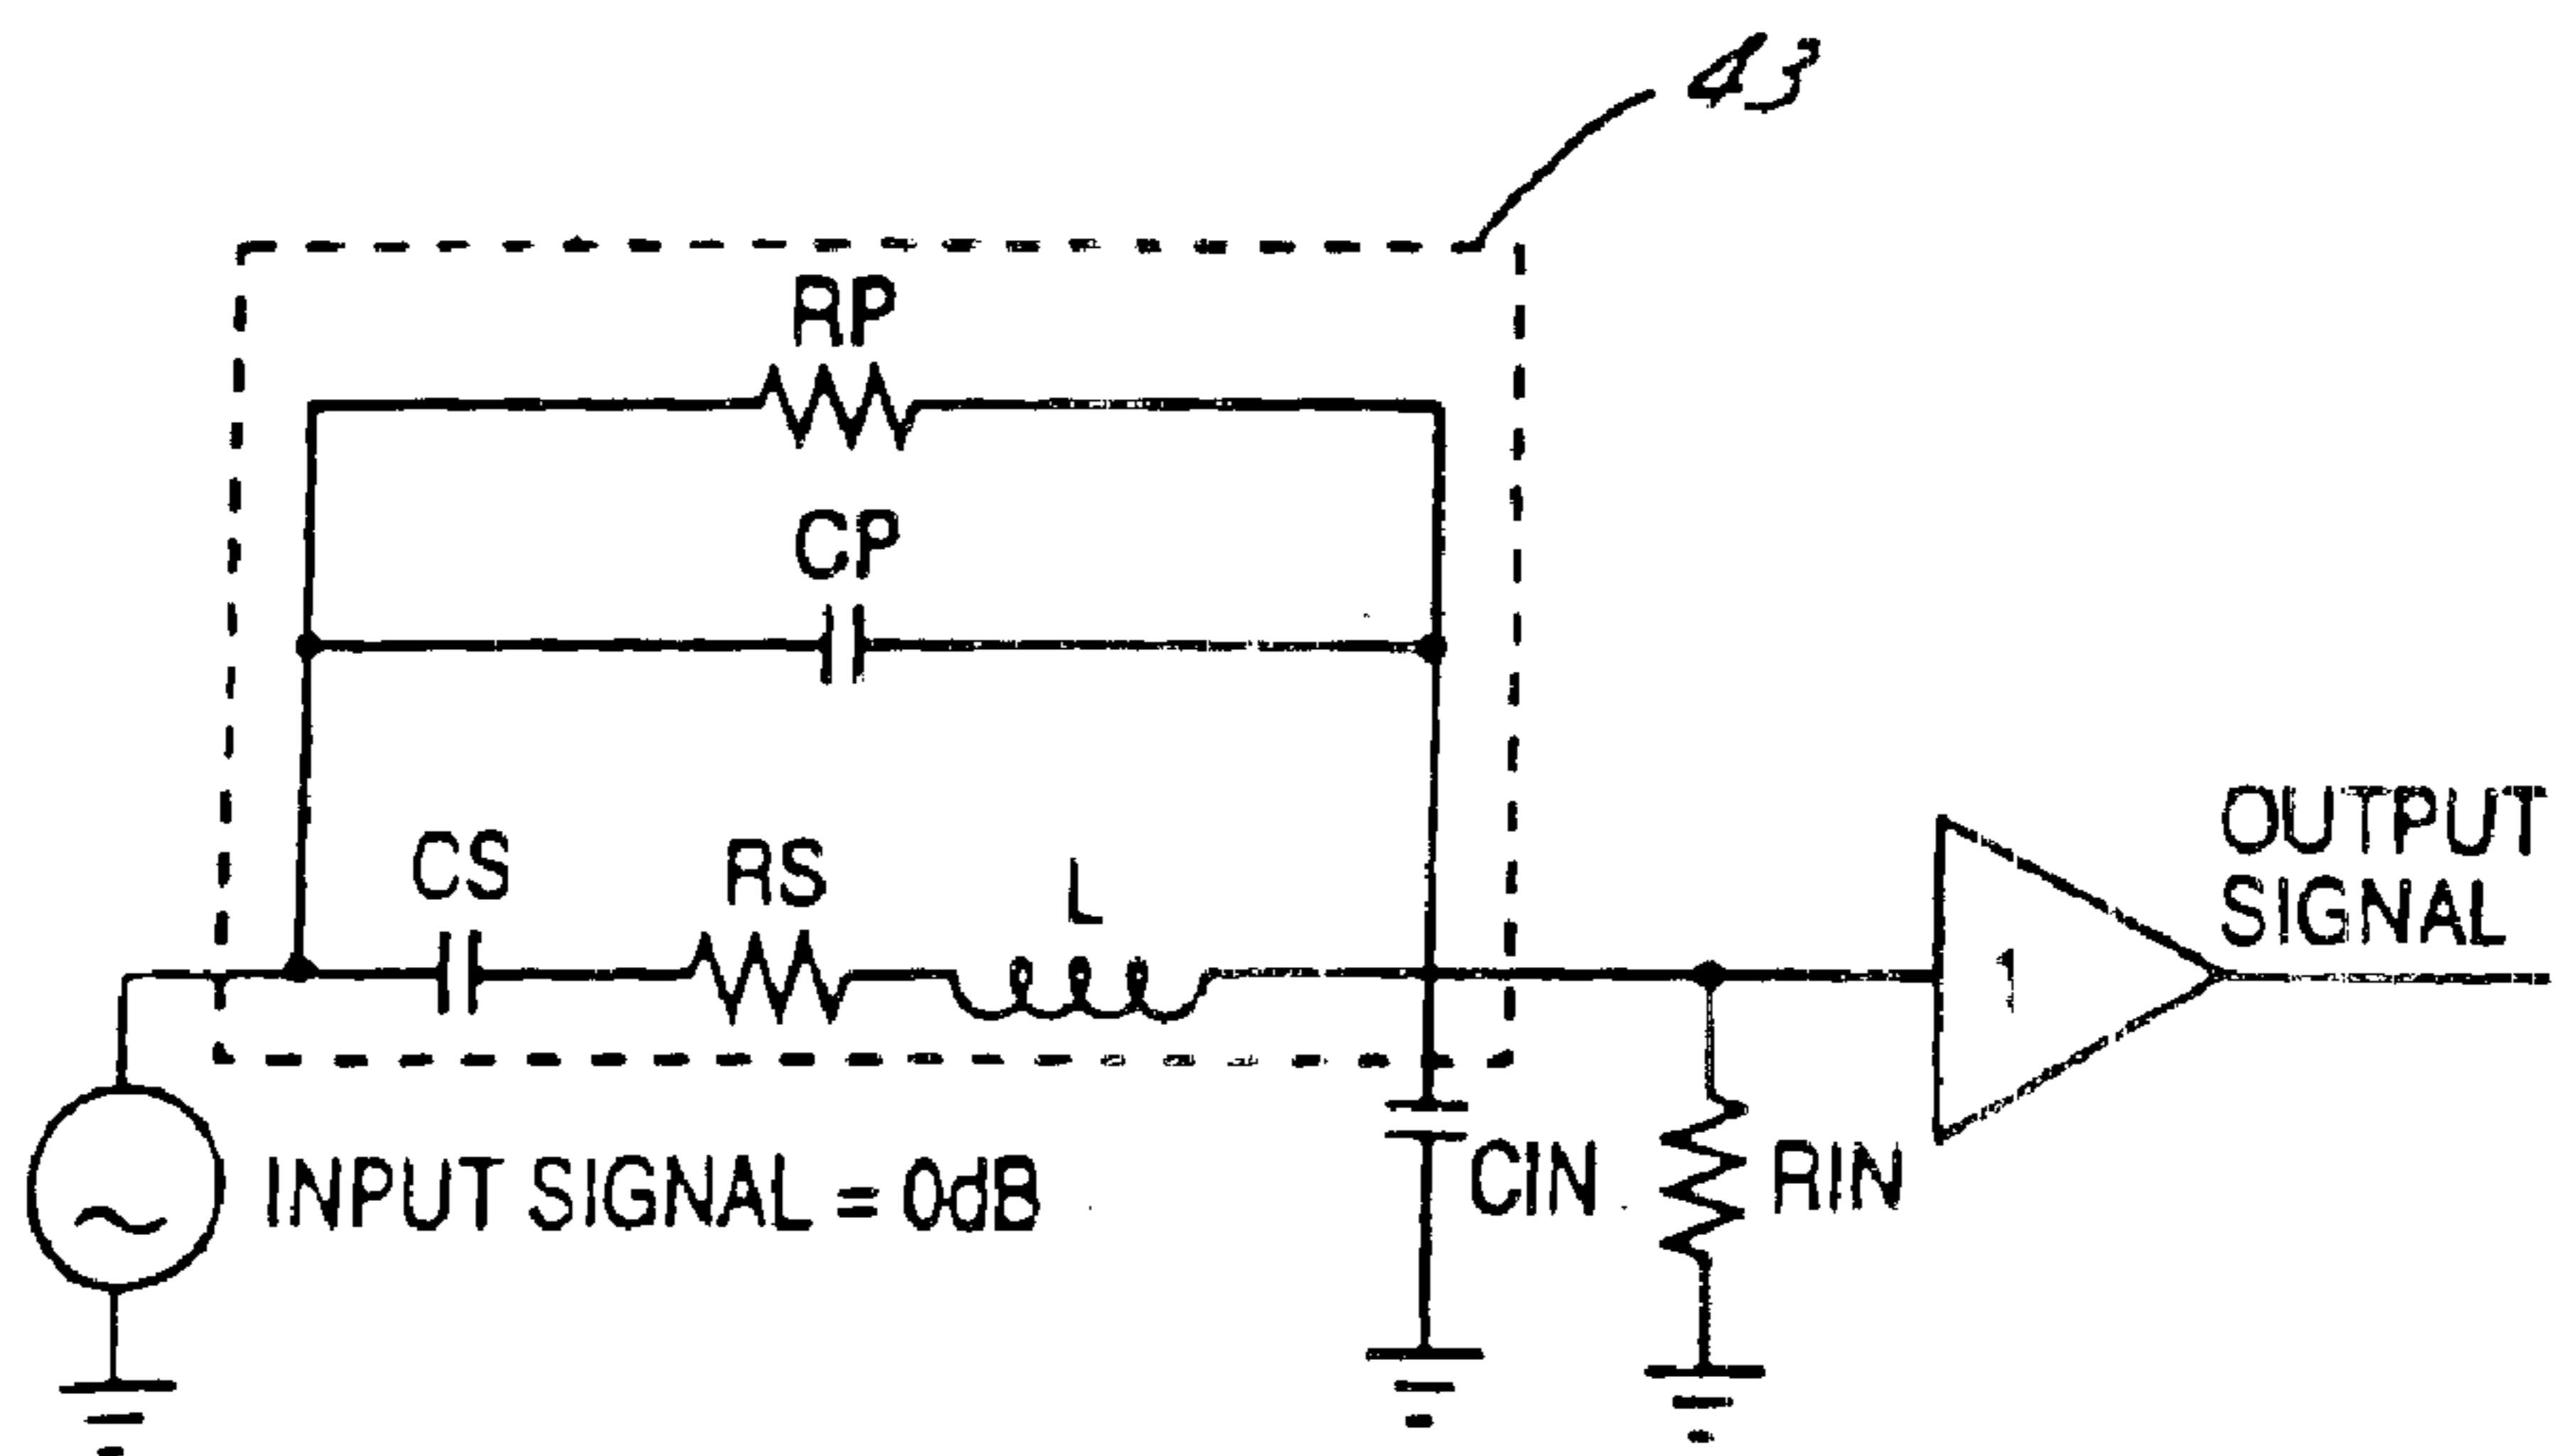 43
RP
CP
CS
RS
L
OUTPUT
SIGNAL
1
INPUT SIGNAL = 0dB
CIN
RIN